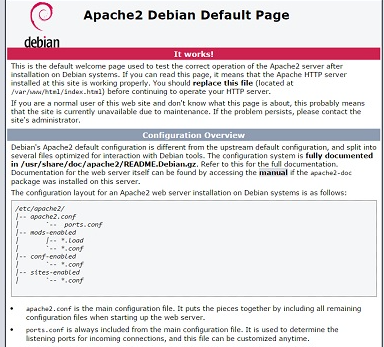 Apache2 Debian Default Page
debian
It works!
This is the default welcome page used to test the correct operation of the Apache2 server after
installation on Debian systems. If you can read this page, it means that the Apache HTTP server
installed at this site is working properly. You should replace this file (located at
/var/www/html/index.html) before continuing to operate your HTTP server.
If you are a normal user of this web site and don't know what this page is about, this probably means
that the site is currently unavailable due to maintenance. If the problem persists, please contact the
site's administrator.
Configuration Overview
Debian's Apache2 default configuration is different from the upstream default configuration, and split into
several files optimized for interaction with Debian tools. The configuration system is fully documented
in /usr/share/doc/apache2/README.Debian.gz. Refer to this for the full documentation.
Documentation for the web server itself can be found by accessing the manual if the apache2-doc
package was installed on this server.
The configuration layout for an Apache2 web server installation on Debian systems is as follows:
/etc/apache2/
|-- apache2.conf
|       `--  ports.conf
|-- mods-enabled
|       |-- *.load
|       `-- *.conf
|-- conf-enabled
|       `-- *.conf
|-- sites-enabled
|       `-- *.conf
• apache2.conf is the main configuration file. It puts the pieces together by including all remaining
configuration files when starting up the web server.
• ports.conf is always included from the main configuration file. It is used to determine the
listening ports for incoming connections, and this file can be customized anytime.